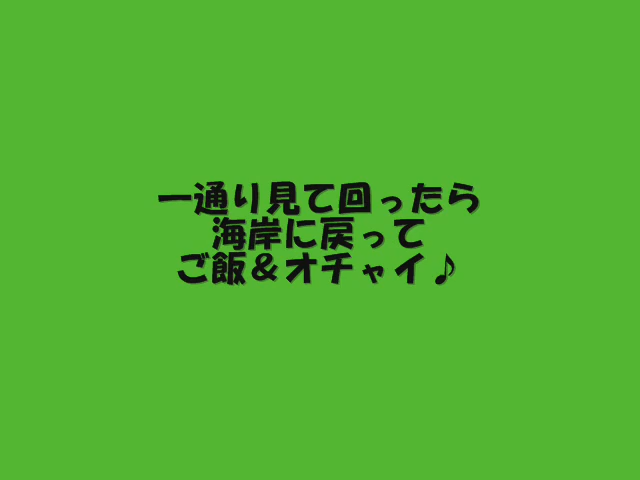 一通り見て回ったら
海岸に戻って
ご飯＆オチャイ♪